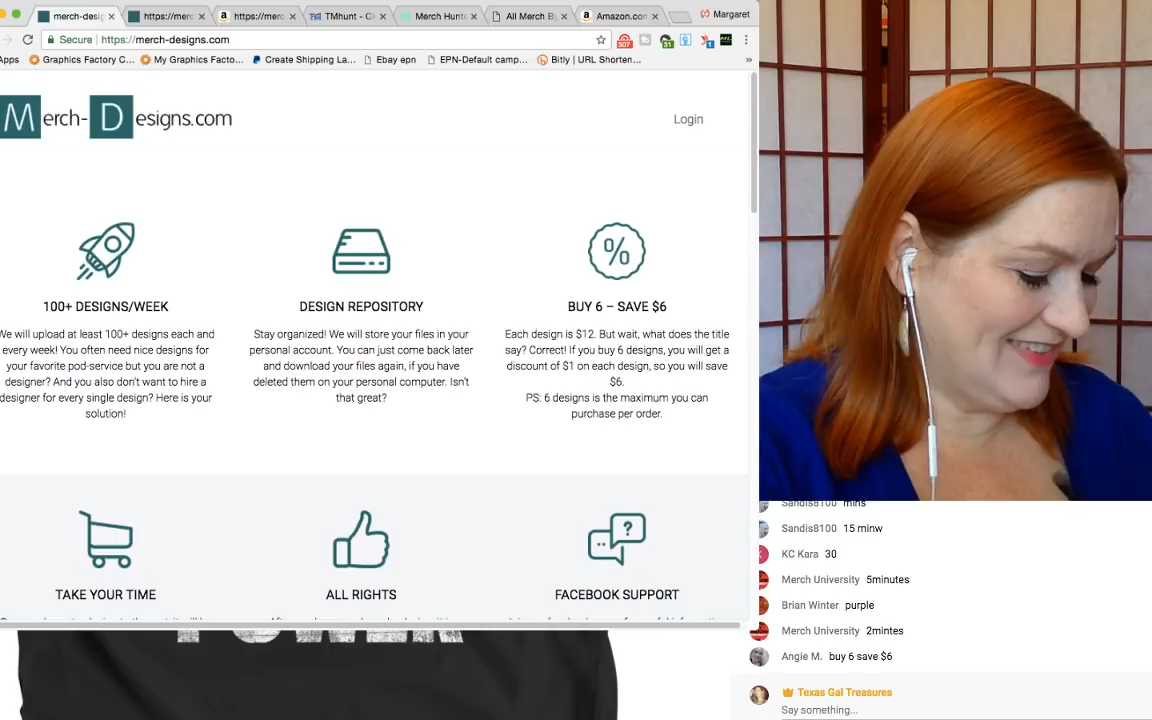 merch-desig
https://merc
https://merc
TMhunt - Cl
Merch Hunt
All Merch By
Amazon.com
Margaret
Secure https://merch-designs.com
307
31
1
Apps Graphics Factory C... My Graphics Facto... Create Shipping La... Ebay epn EPN-Default camp... Bitly | URL Shorten... »
Merch-Designs.com
Login
100+ DESIGNS/WEEK
We will upload at least 100+ designs each and
every week! You often need nice designs for
your favorite pod-service but you are not a
designer? And you also don't want to hire a
designer for every single design? Here is your
solution!
DESIGN REPOSITORY
Stay organized! We will store your files in your
personal account. You can just come back later
and download your files again, if you have
deleted them on your personal computer. Isn't
that great?
%
BUY 6 – SAVE $6
Each design is $12. But wait, what does the title
say? Correct! If you buy 6 designs, you will get a
discount of $1 on each design, so you will save
$6.
PS: 6 designs is the maximum you can
purchase per order.
TAKE YOUR TIME
ALL RIGHTS
?
FACEBOOK SUPPORT
Sandis8100 mins
Sandis8100 15 minw
KC Kara 30
Merch University 5minutes
Brian Winter purple
Merch University 2mintes
Angie M. buy 6 save $6
Texas Gal Treasures
Say something...